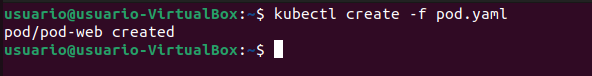 usuario@usuario-VirtualBox:~$ kubectl create -f pod.yaml
pod/pod-web created
usuario@usuario-VirtualBox:~$